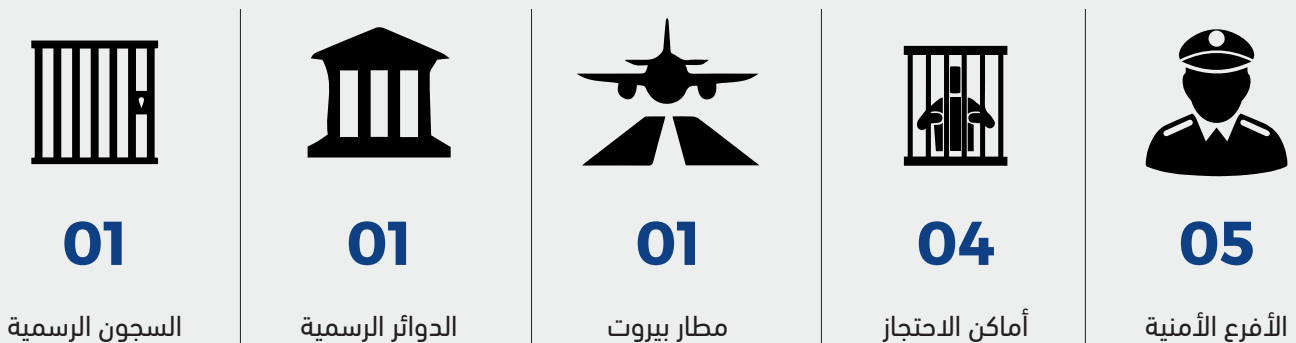 05
الأفرع الأمنية
04
أماكن الاحتجاز
01
مطار بيروت
01
الدوائر الرسمية
01
السجون الرسمية